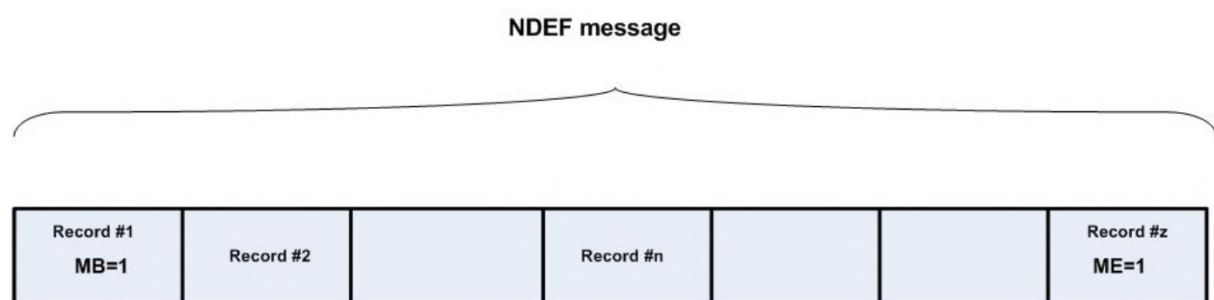 NDEF message
Record #1
MB=1
Record #2
Record #n
Record #z
ME=1